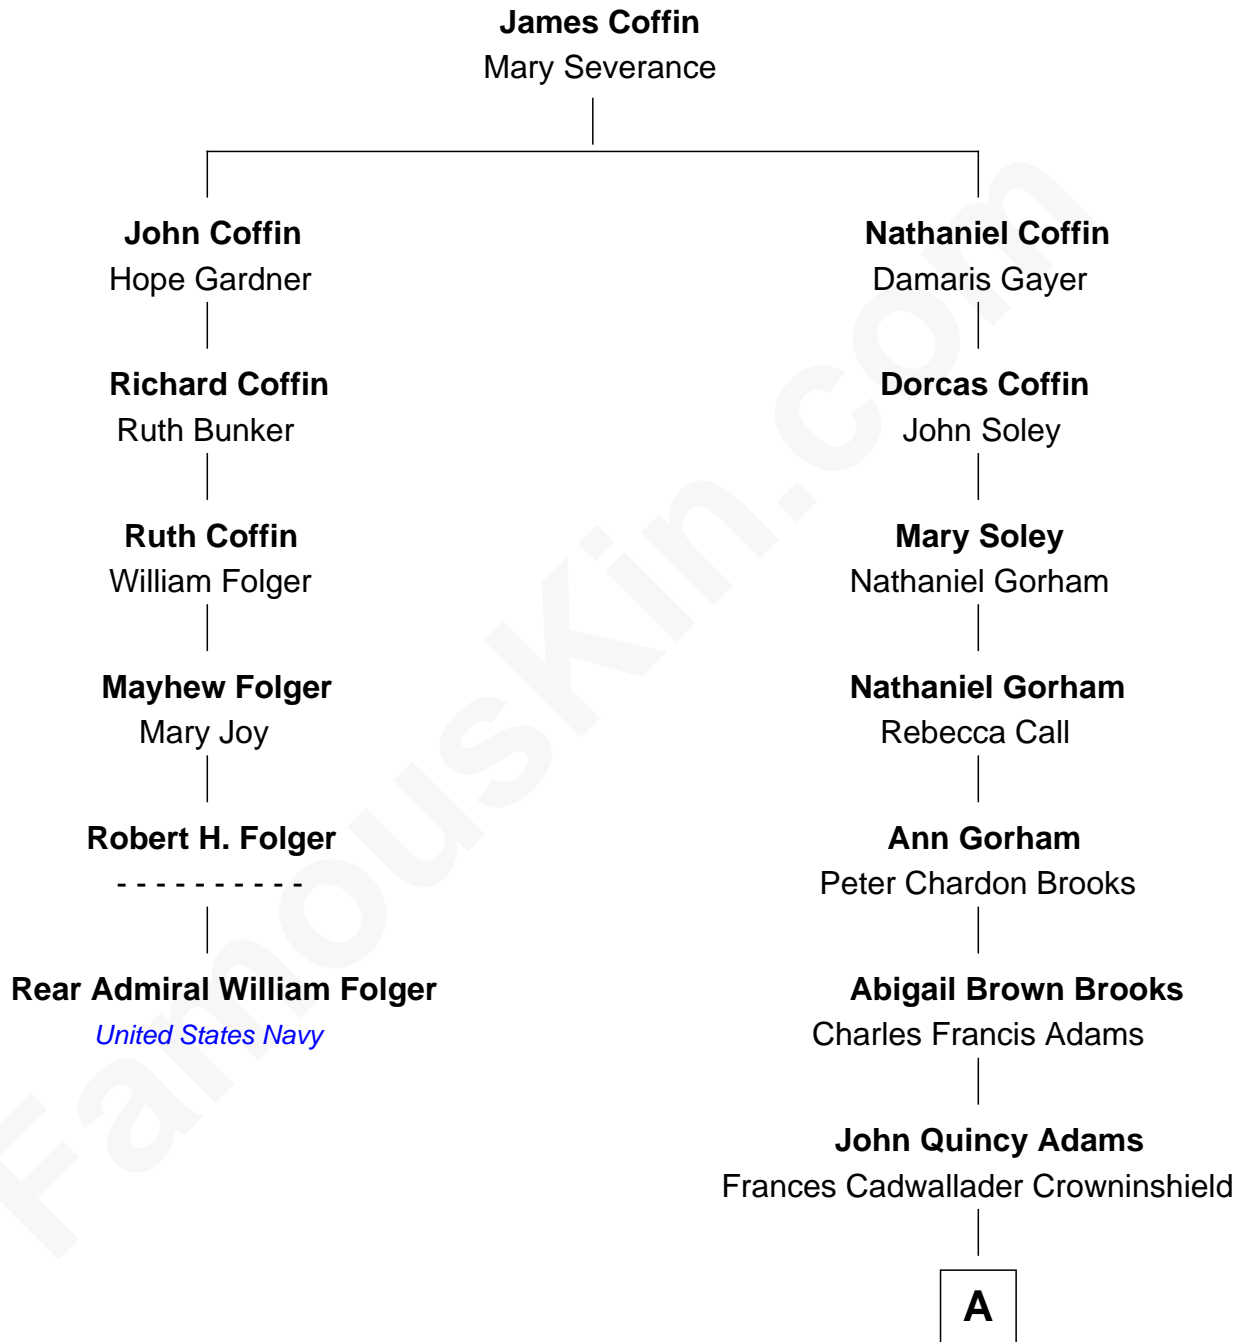 James Coffin
Mary Severance
John Coffin
Hope Gardner
Nathaniel Coffin
Damaris Gayer
Richard Coffin
Ruth Bunker
Dorcas Coffin
John Soley
Ruth Coffin
William Folger
Mary Soley
Nathaniel Gorham
Mayhew Folger
Mary Joy
Nathaniel Gorham
Rebecca Call
Robert H. Folger
- - - - - - - - - -
Ann Gorham
Peter Chardon Brooks
Rear Admiral William Folger
United States Navy
Abigail Brown Brooks
Charles Francis Adams
John Quincy Adams
Frances Cadwallader Crowninshield
A
FamousKin.com